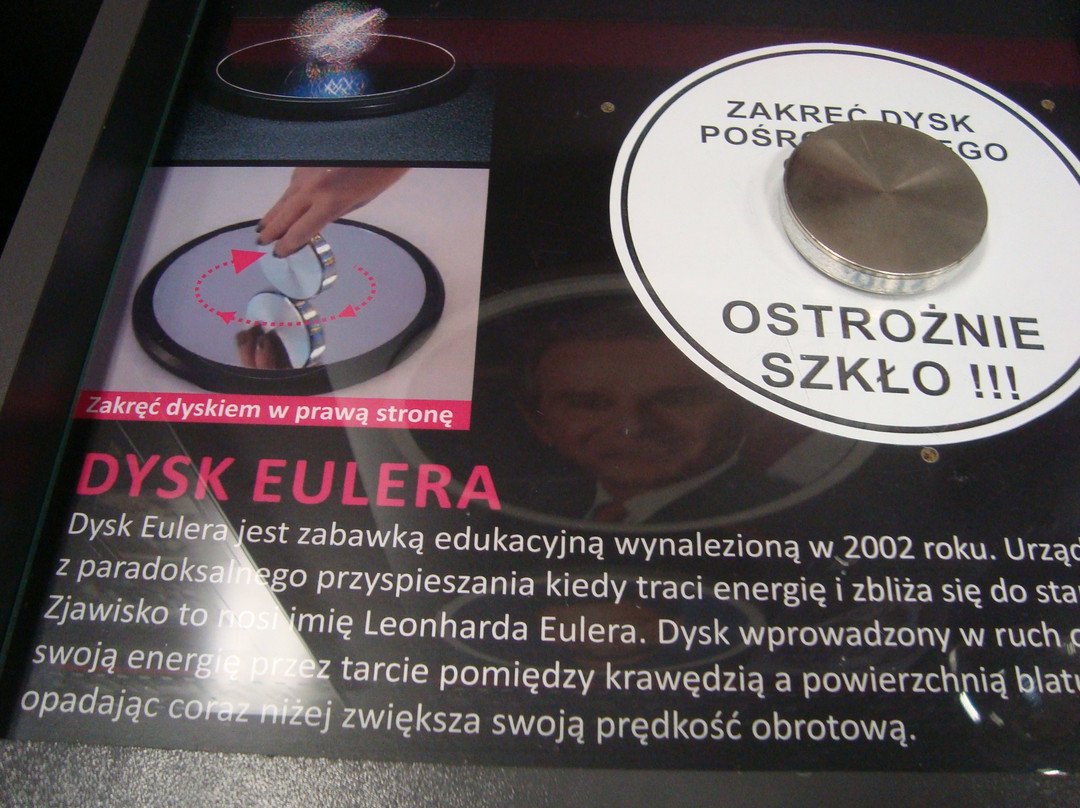 ZAKRĘĆ DYSK
OSTROŻNIE
SZKŁO !!!
Zakręć dyskiem w prawą stronę
DYSK EULERA
Dysk Eulera jest zabawką edukacyjną wynalezioną w 2002 roku.
z paradoksalnego przyspieszania kiedy traci energię i zbliża się do
Zjawisko to nosi imię Leonharda Eulera. Dysk wprowadzony w ruch
swoją energię przez tarcie pomiędzy krawędzią a powierzchnią blatu
opadając coraz niżej zwiększa swoją prędkość obrotową.